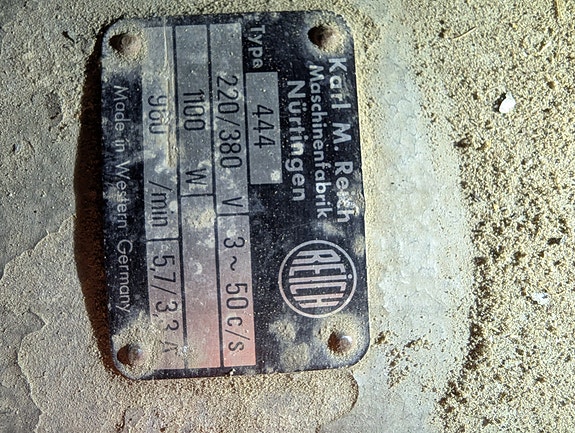 Karl M. Reich
Maschinenfabrik
Nürtingen
REICH
Type 444
220/380 V 3~ 50 c/s
1100 W
960 /min 5,7/3,3 A
Made in Western Germany